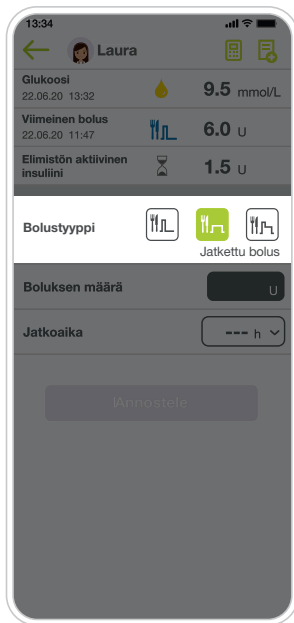 13:34
Laura
Glukoosi
22.06.20 13:32
9.5 mmol/L
Viimeinen bolus
22.06.20 11:47
6.0 U
Elimistön aktiivinen
insuliini
1.5 U
Bolustyyppi
Jatkettu bolus
Boluksen määrä
U
Jatkoaika
--- h
Annostele